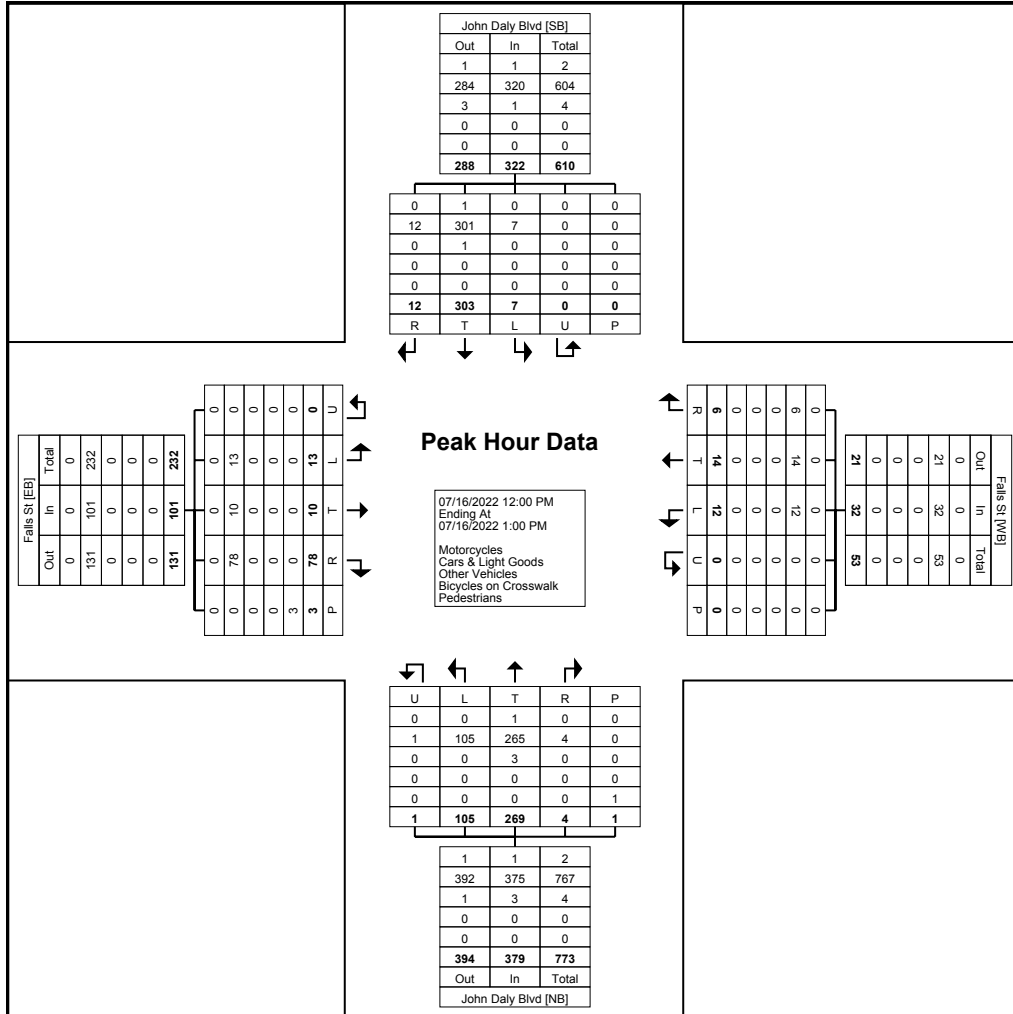 John Daly Blvd [SB]
Out In Total
1 1 2
284 320 604
3 1 4
0 0 0
0 0 0
288 322 610
0 1 0 0 0
12 301 7 0 0
0 1 0 0 0
0 0 0 0 0
0 0 0 0 0
12 303 7 0 0
R T L U P
Falls St [EB]
Total 0 232 0 0 0 232
In 0 101 0 0 0 101
Out 0 131 0 0 0 131
0 0 0 0 0 0 U
0 13 0 0 0 13 L
0 10 0 0 0 10 T
0 78 0 0 0 78 R
0 0 0 0 3 3 P
Peak Hour Data
07/16/2022 12:00 PM
Ending At
07/16/2022 1:00 PM
Motorcycles
Cars & Light Goods
Other Vehicles
Bicycles on Crosswalk
Pedestrians
R 6 0 0 0 6 0
T 14 0 0 0 14 0
L 12 0 0 0 12 0
U 0 0 0 0 0 0
P 0 0 0 0 0 0
Falls St [WB]
Out 0 21 0 0 0 21
In 0 32 0 0 0 32
Total 0 53 0 0 0 53
U L T R P
0 0 1 0 0
1 105 265 4 0
0 0 3 0 0
0 0 0 0 0
0 0 0 0 1
1 105 269 4 1
1 1 2
392 375 767
1 3 4
0 0 0
0 0 0
394 379 773
Out In Total
John Daly Blvd [NB]